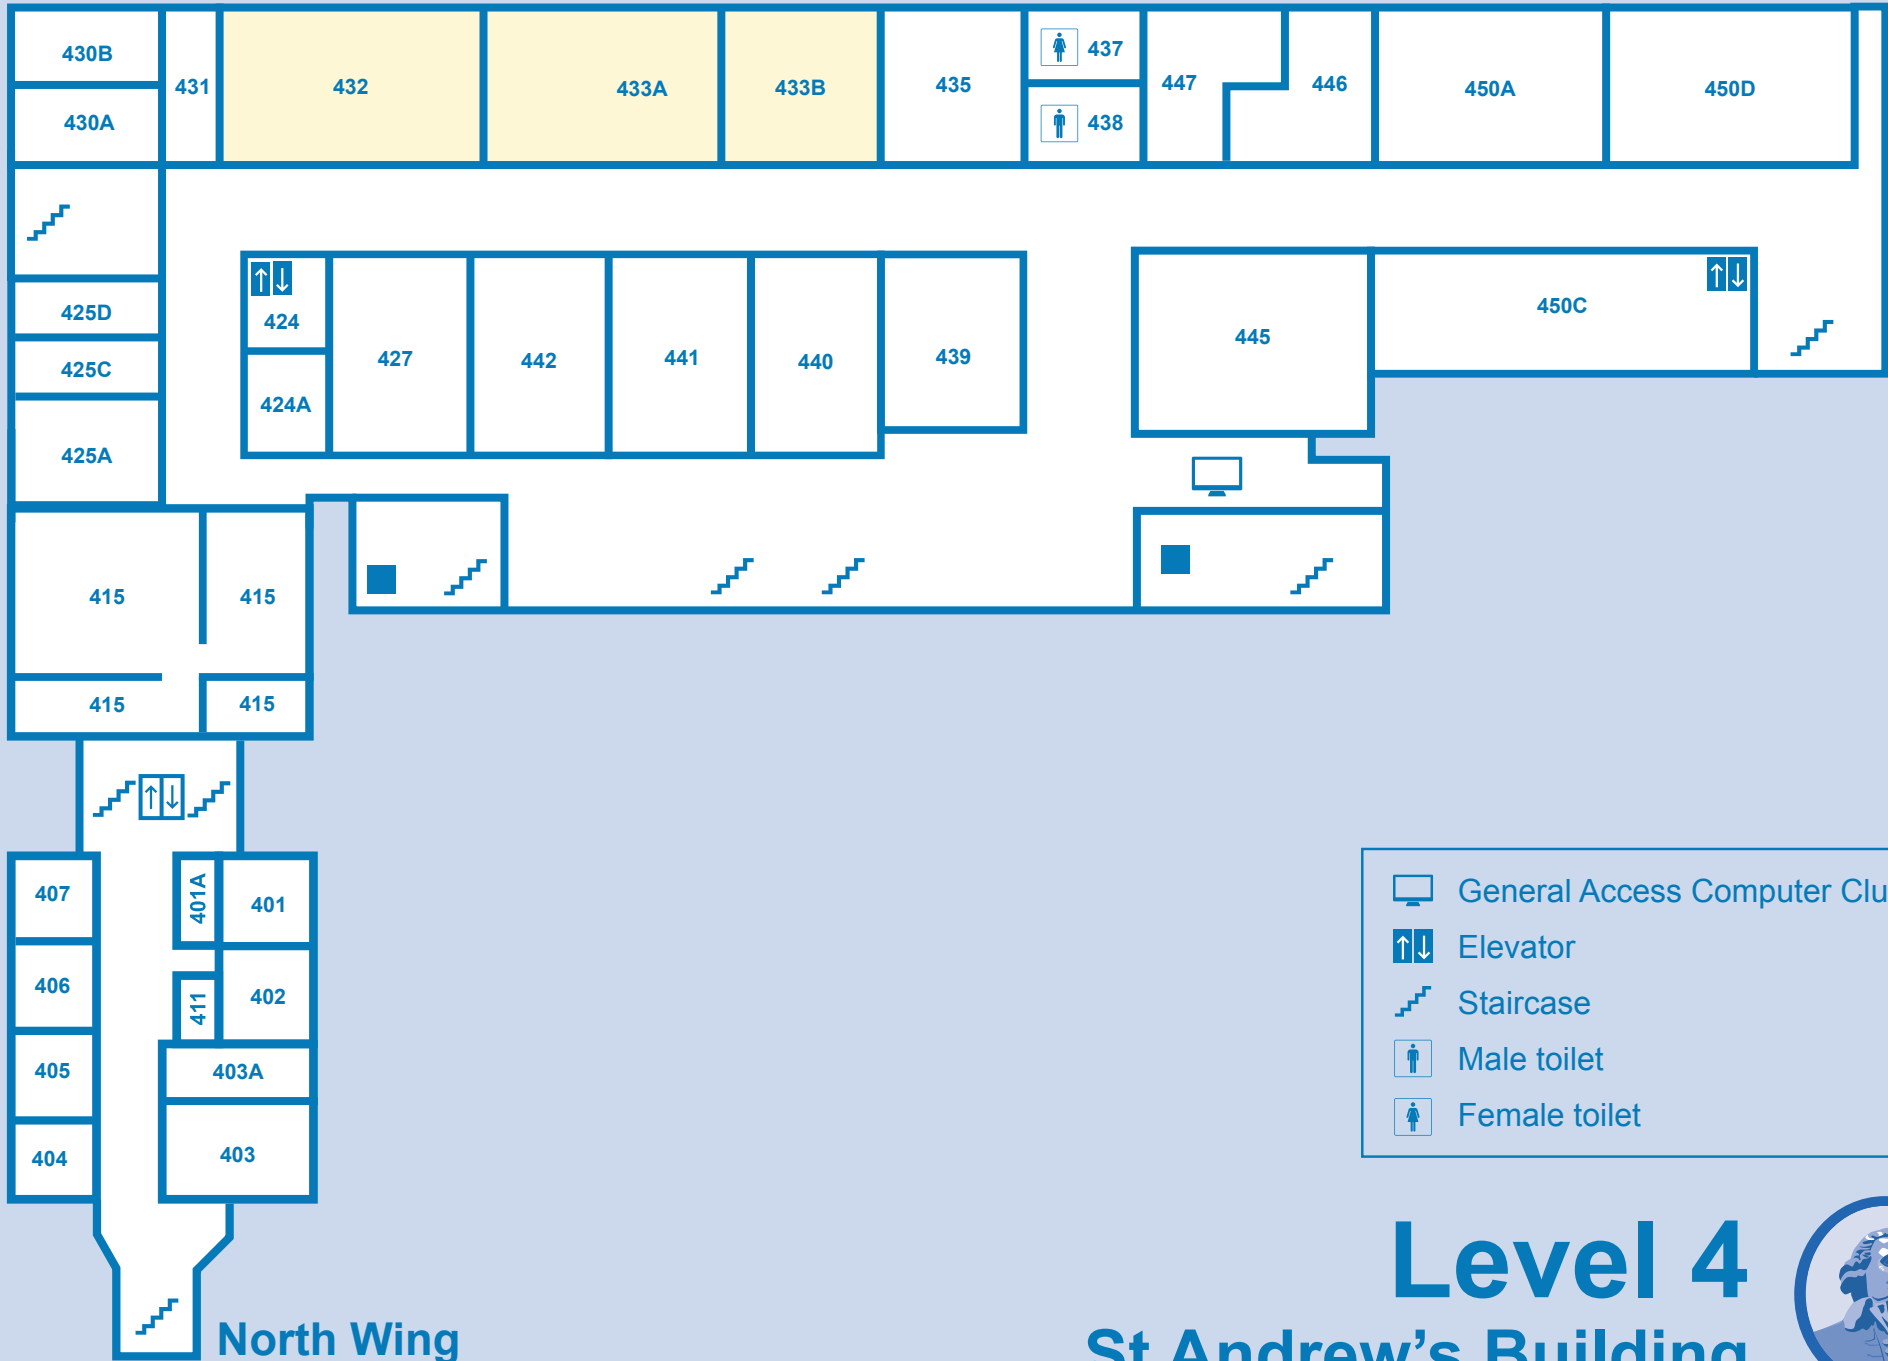 430B
431
432
433A
433B
435
437
447
446
450A
450D
430A
438
425D
425C
425A
424
424A
427
442
441
440
439
445
450C
415
415
415
415
407
401A
401
406
411
402
405
403A
404
403
General Access Computer Clu
Elevator
Staircase
Male toilet
Female toilet
Level 4
St Andrew's Building
North Wing